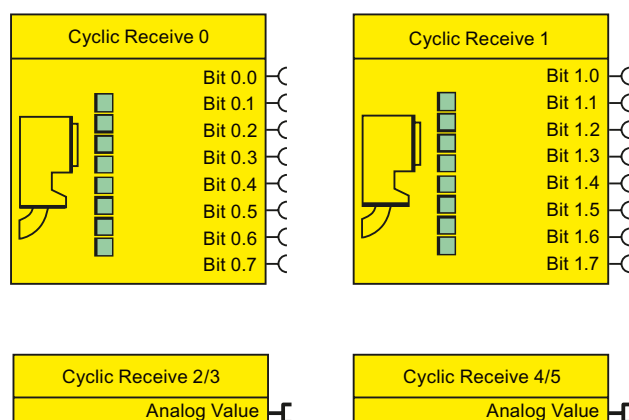 Cyclic Receive 0
Bit 0.0
Bit 0.1
Bit 0.2
Bit 0.3
Bit 0.4
Bit 0.5
Bit 0.6
Bit 0.7
Cyclic Receive 1
Bit 1.0
Bit 1.1
Bit 1.2
Bit 1.3
Bit 1.4
Bit 1.5
Bit 1.6
Bit 1.7
Cyclic Receive 2/3
Analog Value
Cyclic Receive 4/5
Analog Value